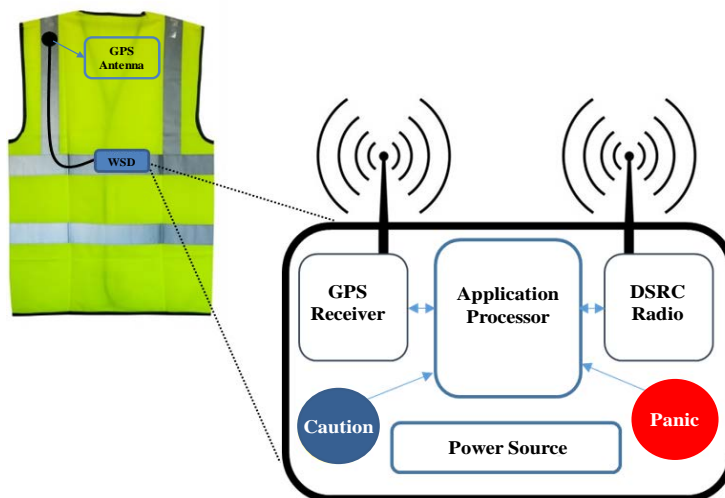 GPS
Antenna
WSD
GPS
Receiver
Application
Processor
DSRC
Radio
Caution
Panic
Power Source